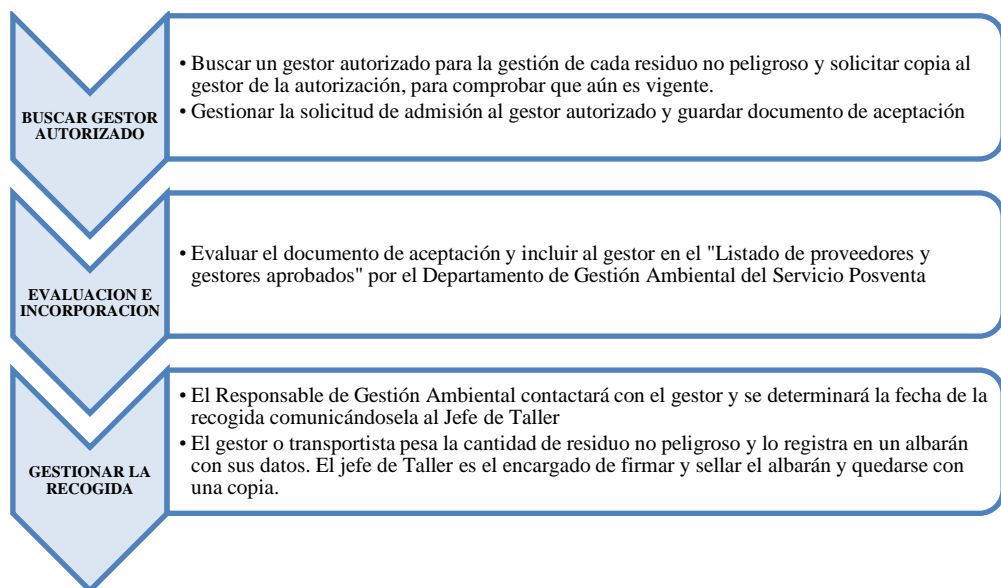 BUSCAR GESTOR
AUTORIZADO
• Buscar un gestor autorizado para la gestión de cada residuo no peligroso y solicitar copia al
gestor de la autorización, para comprobar que aún es vigente.
• Gestionar la solicitud de admisión al gestor autorizado y guardar documento de aceptación
EVALUACION E
INCORPORACION
• Evaluar el documento de aceptación y incluir al gestor en el "Listado de proveedores y
gestores aprobados" por el Departamento de Gestión Ambiental del Servicio Posventa
GESTIONAR LA
RECOGIDA
• El Responsable de Gestión Ambiental contactará con el gestor y se determinará la fecha de la
recogida comunicándosela al Jefe de Taller
• El gestor o transportista pesa la cantidad de residuo no peligroso y lo registra en un albarán
con sus datos. El jefe de Taller es el encargado de firmar y sellar el albarán y quedarse con
una copia.